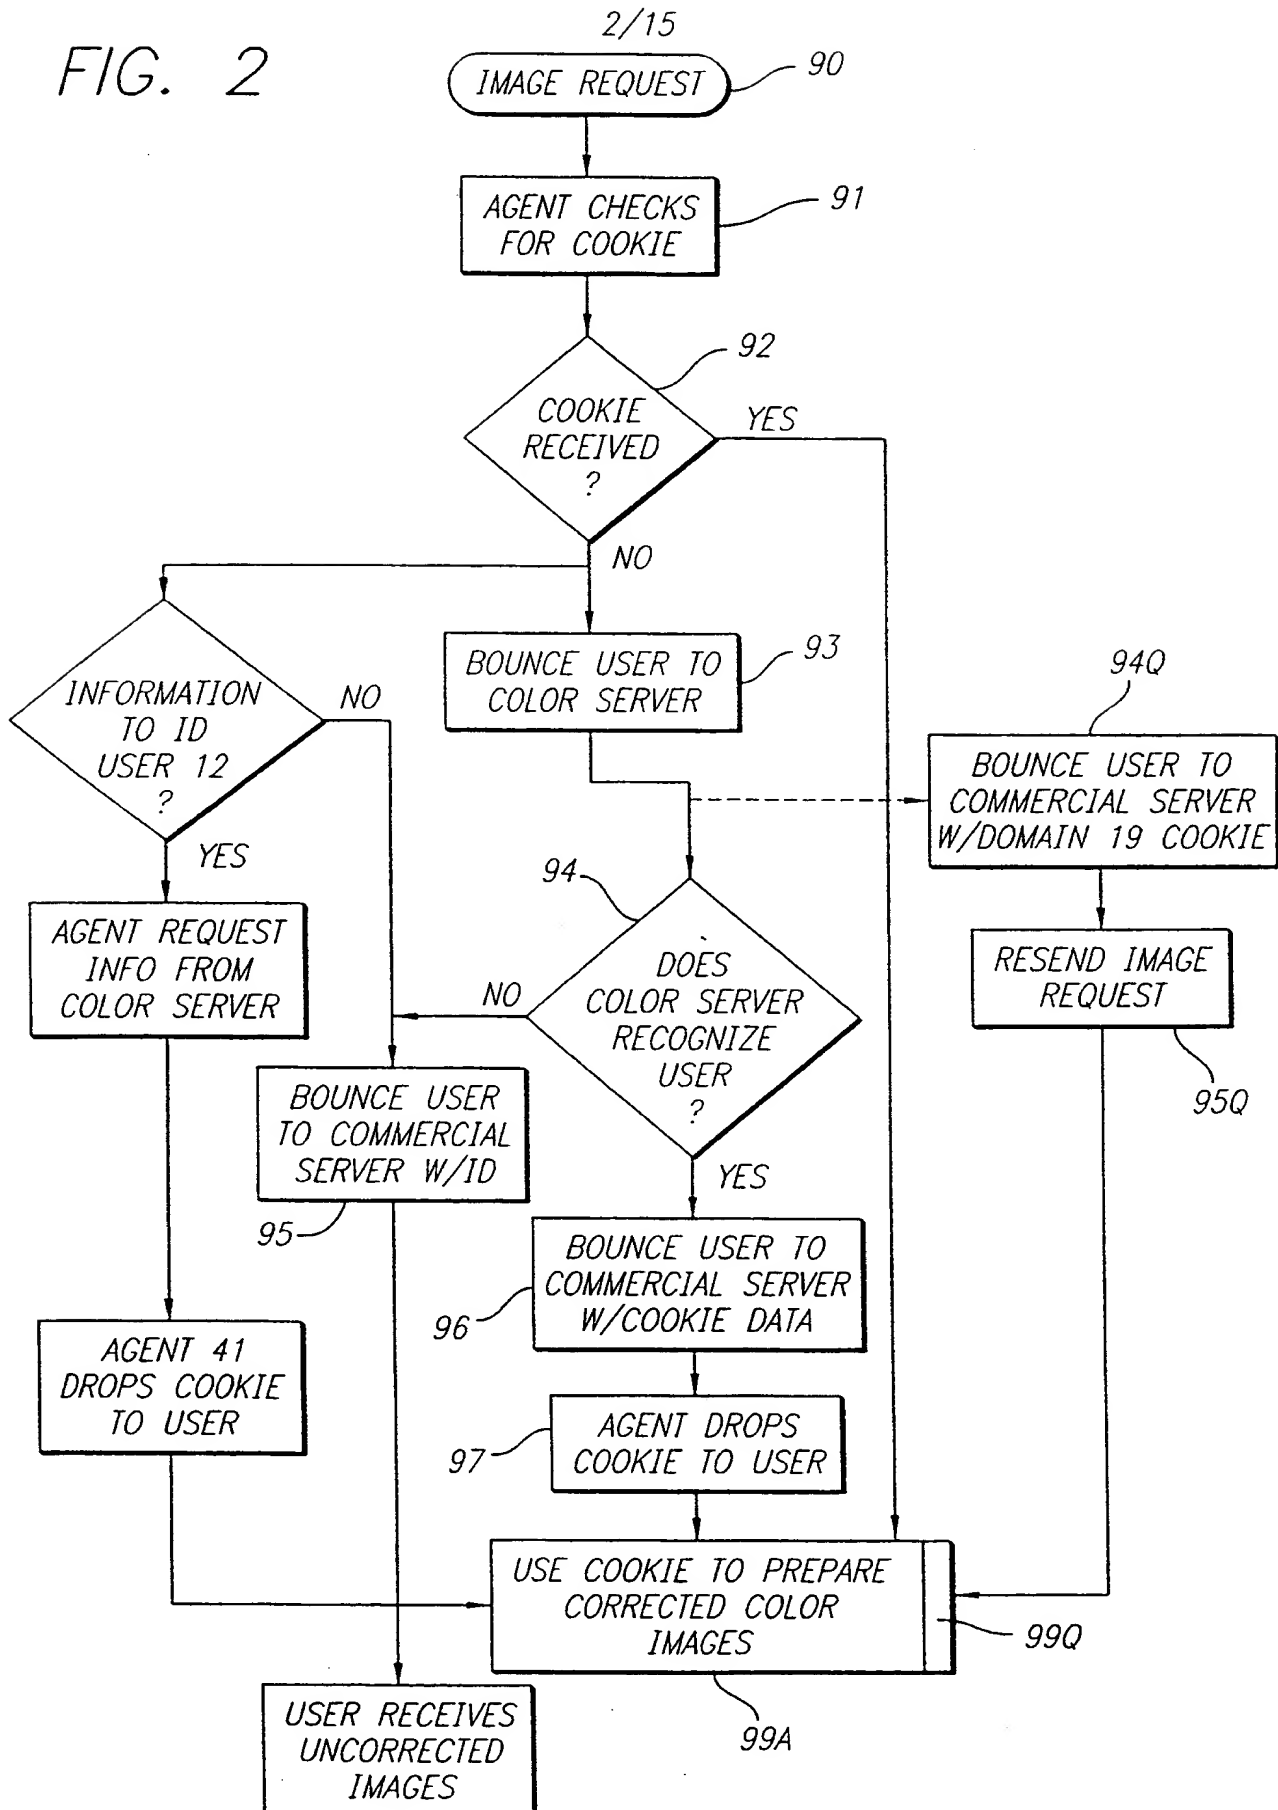 2/15
FIG. 2
IMAGE REQUEST
90
AGENT CHECKS
FOR COOKIE
91
92
COOKIE
RECEIVED
?
YES
NO
INFORMATION
TO ID
USER 12
?
NO
YES
BOUNCE USER TO
COLOR SERVER
93
94Q
BOUNCE USER TO
COMMERCIAL SERVER
W/DOMAIN 19 COOKIE
AGENT REQUEST
INFO FROM
COLOR SERVER
94
DOES
COLOR SERVER
RECOGNIZE
USER
?
NO
YES
RESEND IMAGE
REQUEST
95Q
BOUNCE USER
TO COMMERCIAL
SERVER W/ID
95
BOUNCE USER TO
COMMERCIAL SERVER
W/COOKIE DATA
96
AGENT 41
DROPS COOKIE
TO USER
AGENT DROPS
COOKIE TO USER
97
USE COOKIE TO PREPARE
CORRECTED COLOR
IMAGES
99Q
99A
USER RECEIVES
UNCORRECTED
IMAGES